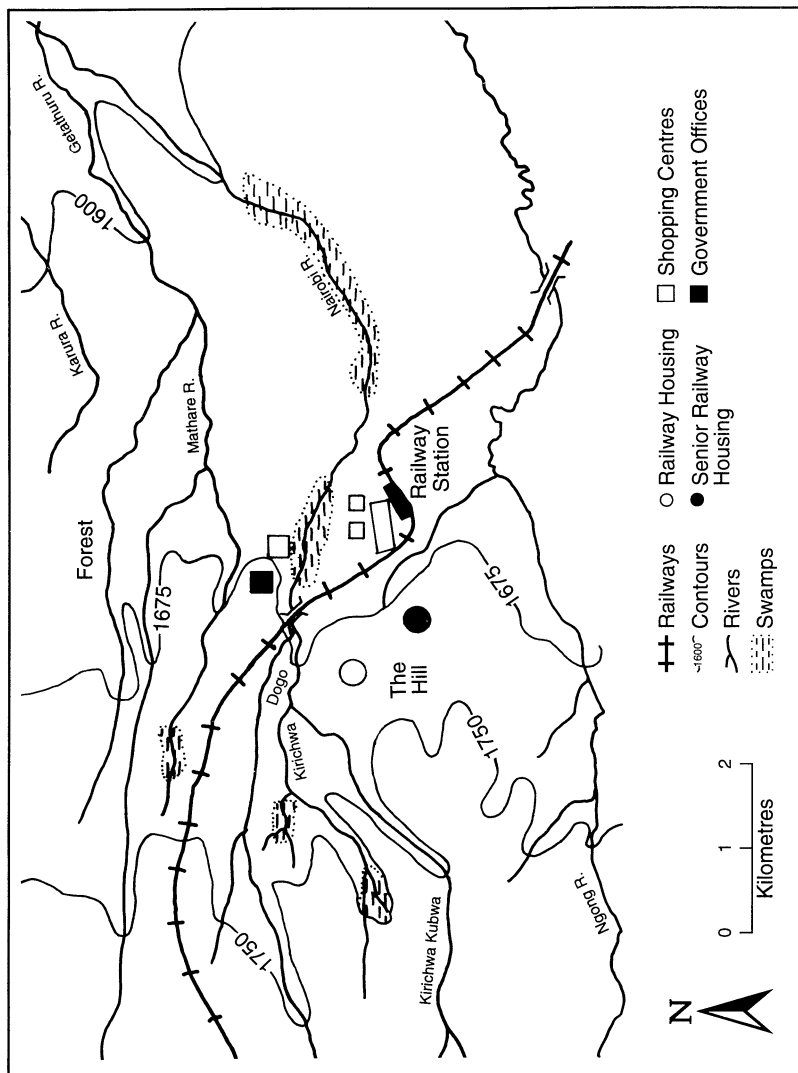 Getathuru R.
1600
Karura R.
Nairobi R.
Mathare R.
Forest
1675
Railway
Station
Dogo
Kirichwa
The
Hill
1675
1750
1750
Kirichwa Kubwa
Ngong R.
N
0 1 2
Kilometres
Railways
1600 Contours
Rivers
Swamps
Railway Housing
Senior Railway
Housing
Shopping Centres
Government Offices